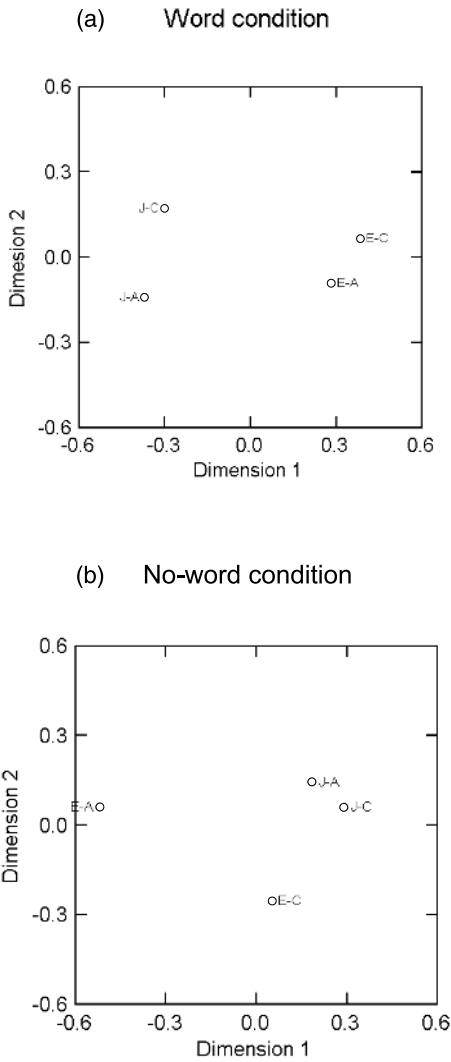 (a) Word condition
0.6
0.3
J-C
E-C
0.0
E-A
J-A
-0.3
-0.6
-0.6 -0.3 0.0 0.3 0.6
Dimesion 2
Dimension 1
(b) No-word condition
0.6
0.3
J-A
E-A
J-C
0.0
E-C
-0.3
-0.6
-0.6 -0.3 0.0 0.3 0.6
Dimension 2
Dimension 1